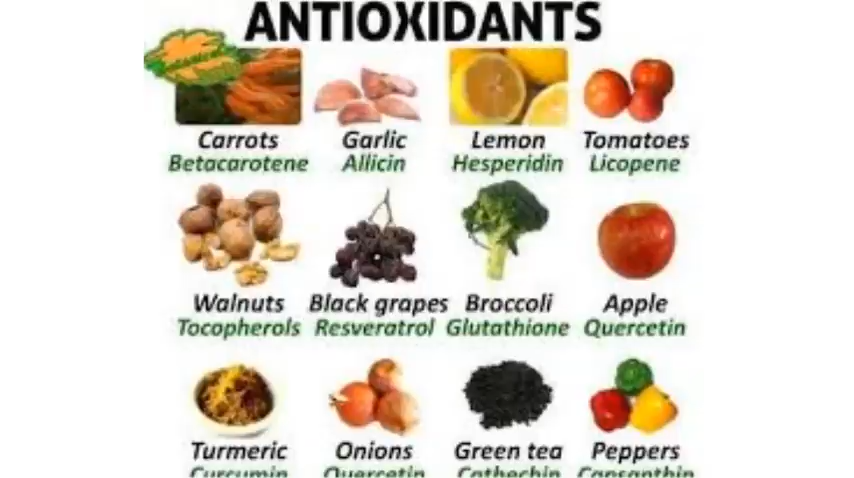 ANTIOXIDANTS
Carrots Garlic Lemon Tomatoes
Betacarotene Allicin Hesperidin Licopene
Walnuts Black grapes Broccoli Apple
Tocopherols Resveratrol Glutathione Quercetin
Turmeric Onions Green tea Peppers
Curcumin Quercetin Cathechin Capsanthin